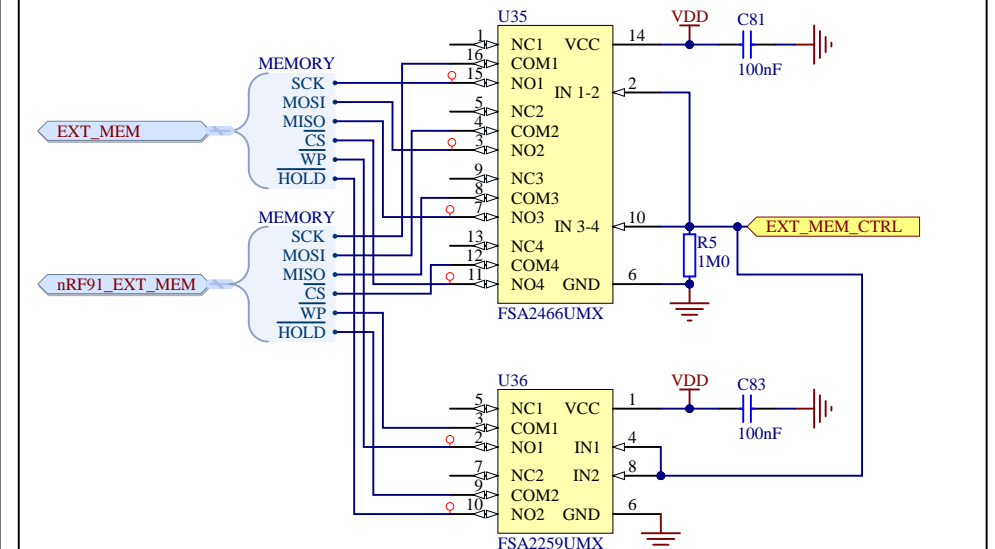 U35
VDD
C81
100nF
1 NC1 VCC 14
16 COM1
15 NO1
IN 1-2 2
5 NC2
4 COM2
3 NO2
9 NC3
8 COM3
7 NO3
IN 3-4 10
13 NC4
12 COM4
11 NO4 GND 6
FSA2466UMX
MEMORY
SCK
MOSI
MISO
CS
WP
HOLD
EXT_MEM
MEMORY
SCK
MOSI
MISO
CS
WP
HOLD
nRF91_EXT_MEM
EXT_MEM_CTRL
R5
1M0
U36
VDD
C83
100nF
5 NC1 VCC 1
3 COM1
2 NO1 IN1 4
7 NC2 IN2 8
9 COM2
10 NO2 GND 6
FSA2259UMX